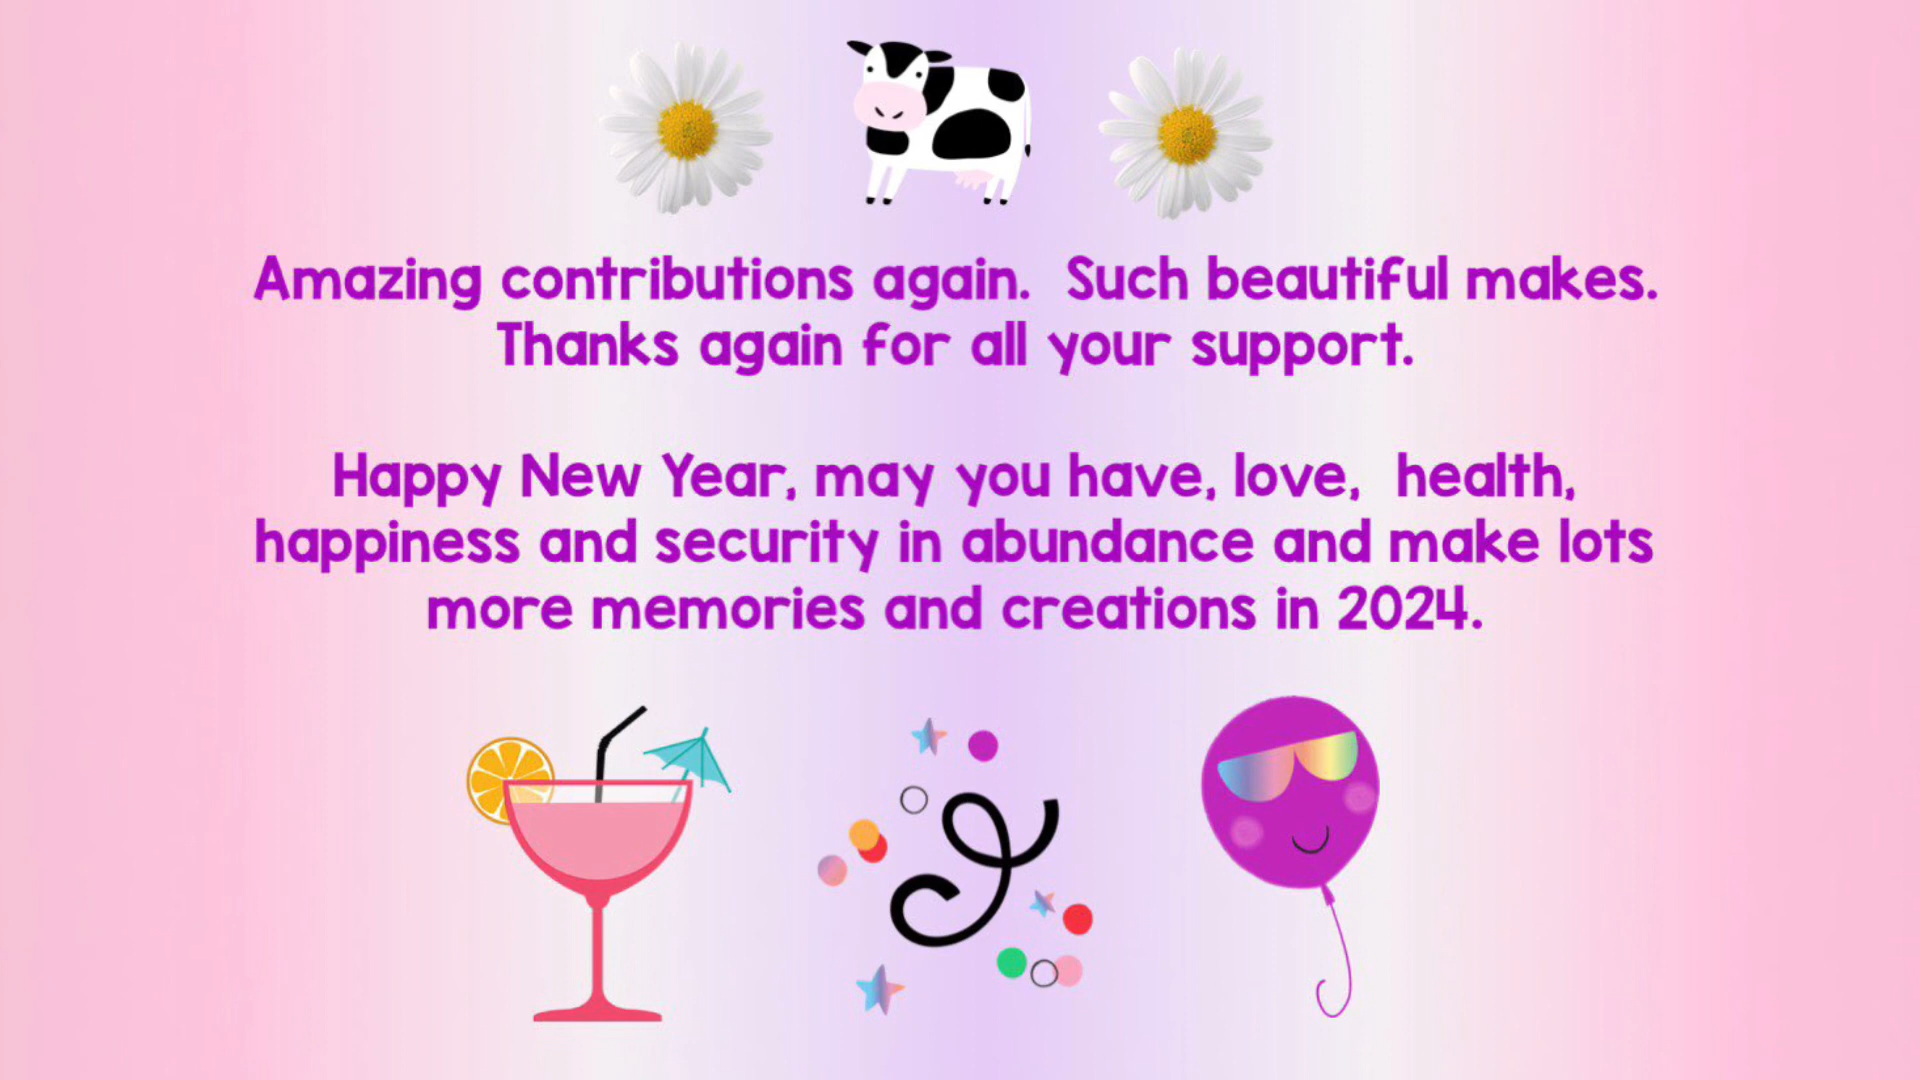 Amazing contributions again.  Such beautiful makes.
Thanks again for all your support.
Happy New Year, may you have, love,  health,
happiness and security in abundance and make lots
more memories and creations in 2024.